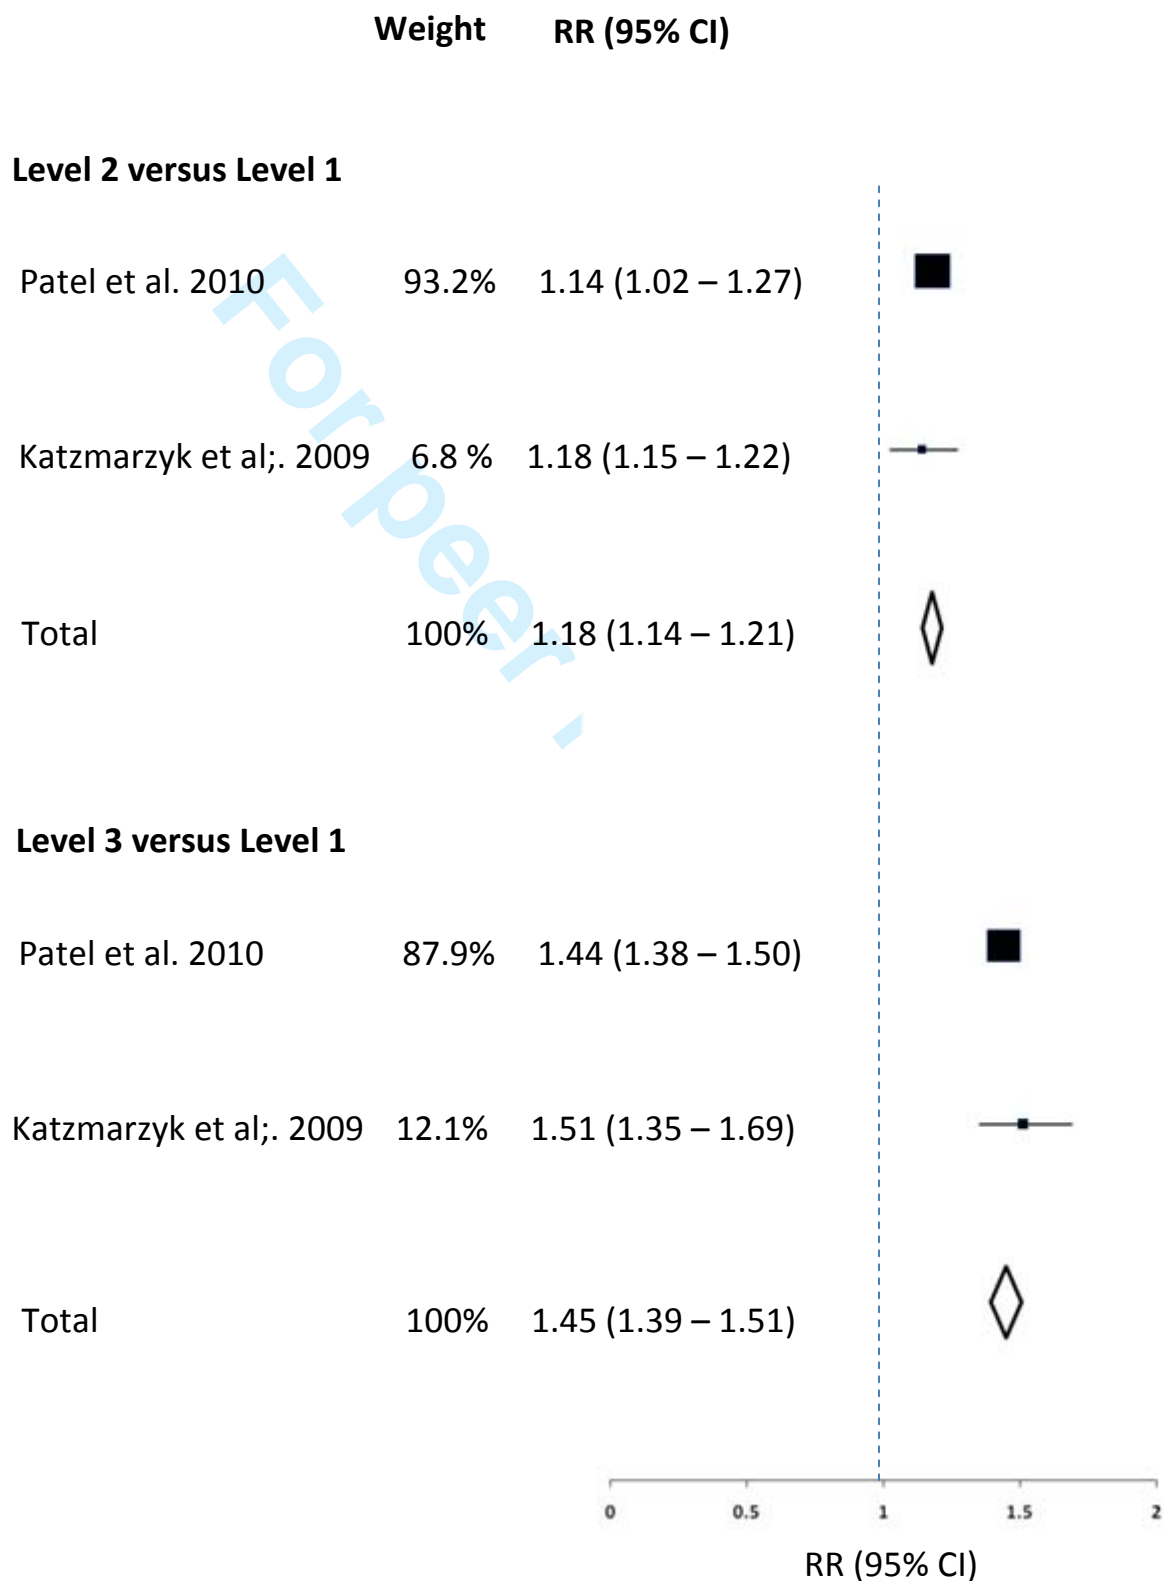 Weight RR (95% CI)
Level 2 versus Level 1
Patel et al. 2010 93.2% 1.14 (1.02 – 1.27)
Katzmarzyk et al;. 2009 6.8 % 1.18 (1.15 – 1.22)
Total 100% 1.18 (1.14 – 1.21)
For peer
Level 3 versus Level 1
Patel et al. 2010 87.9% 1.44 (1.38 – 1.50)
Katzmarzyk et al;. 2009 12.1% 1.51 (1.35 – 1.69)
Total 100% 1.45 (1.39 – 1.51)
0 0.5 1 1.5 2
RR (95% CI)